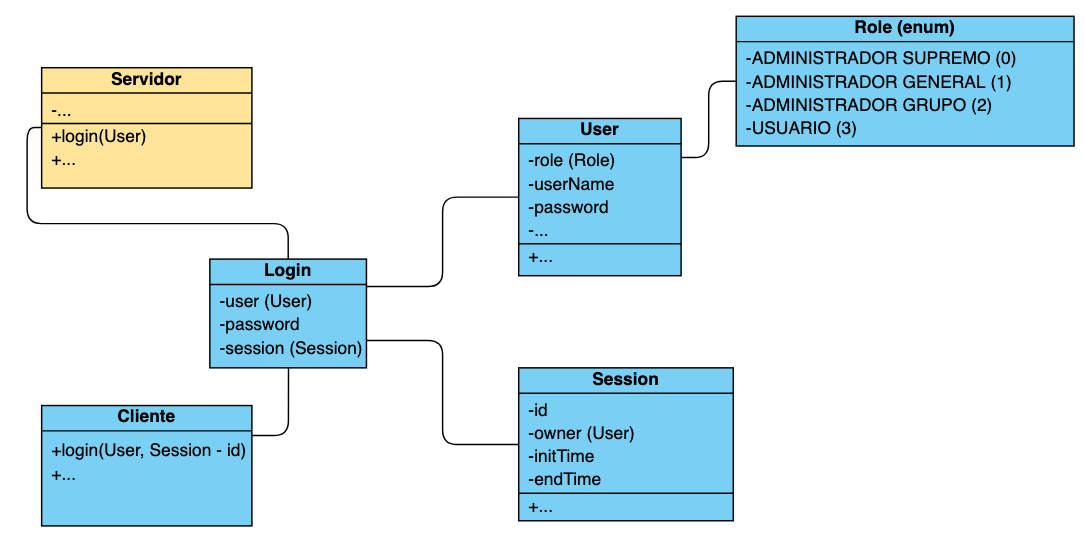 Role (enum)
-ADMINISTRADOR SUPREMO (0)
-ADMINISTRADOR GENERAL (1)
-ADMINISTRADOR GRUPO (2)
-USUARIO (3)
Servidor
-...
+login(User)
+...
User
-role (Role)
-userName
-password
-...
+...
Login
-user (User)
-password
-session (Session)
Session
-id
-owner (User)
-initTime
-endTime
+...
Cliente
+login(User, Session - id)
+...